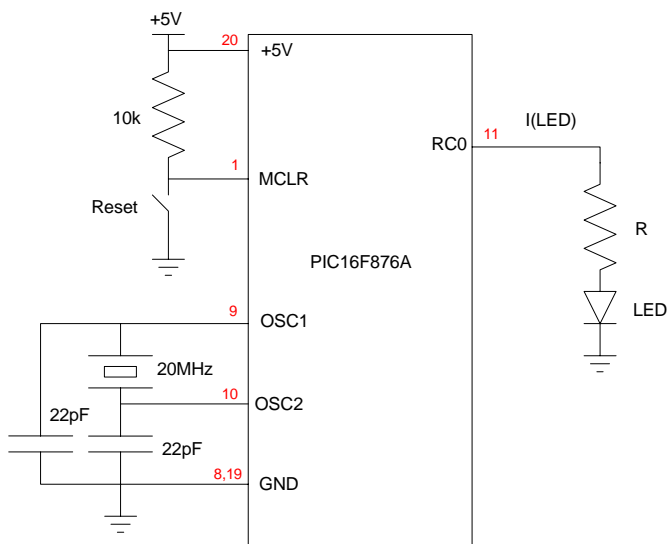 +5V
20
+5V
10k
11
I(LED)
RC0
1
MCLR
Reset
R
PIC16F876A
LED
9
OSC1
20MHz
10
OSC2
22pF
22pF
8,19
GND